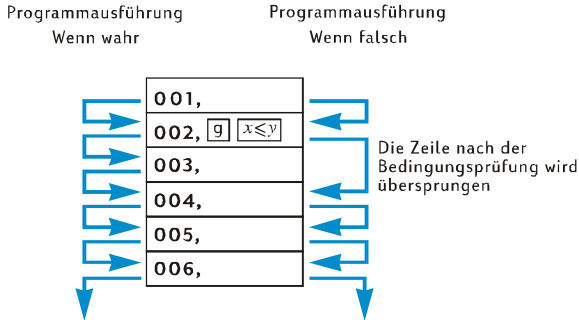 Programmausführung
Wenn wahr
Programmausführung
Wenn falsch
001,
002, g x≤y
003,
004,
005,
006,
Die Zeile nach der
Bedingungsprüfung wird
übersprungen